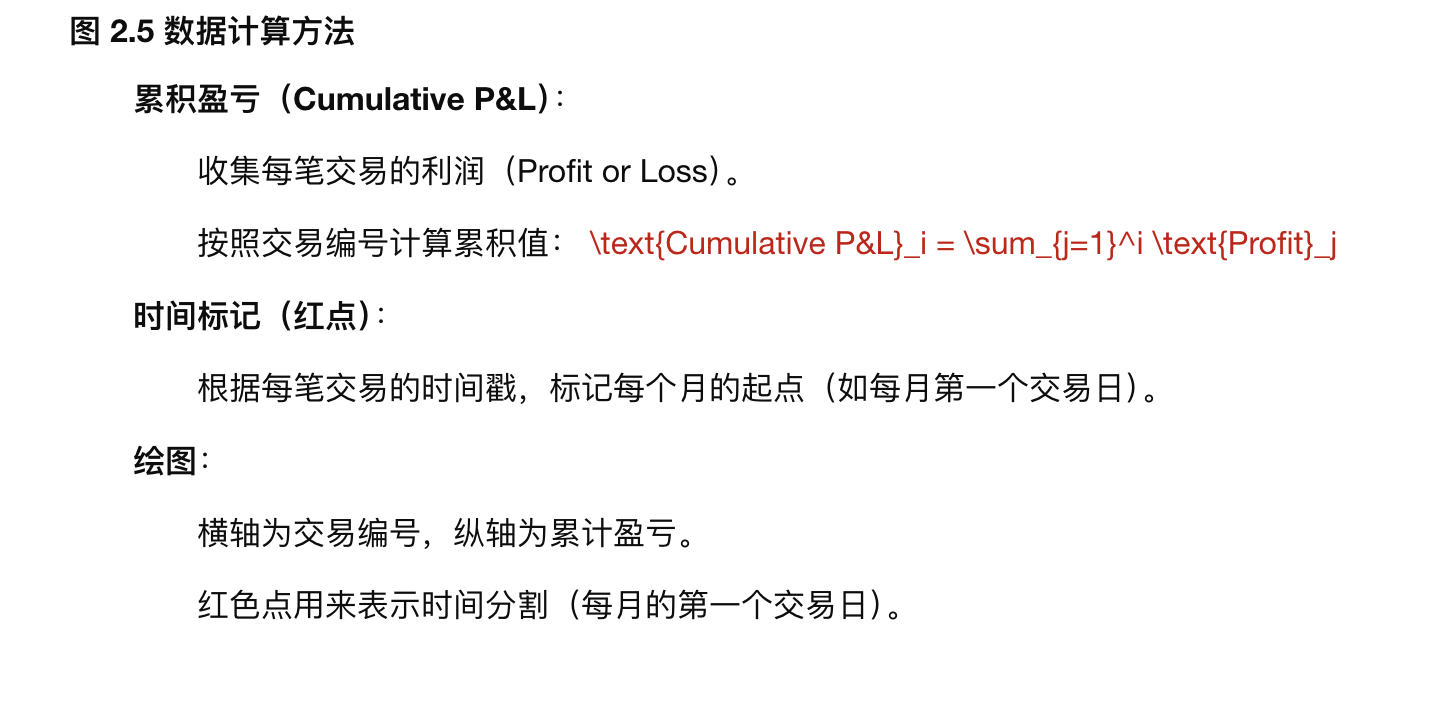 图 2.5 数据计算方法
累积盈亏（Cumulative P&L）：
收集每笔交易的利润（Profit or Loss）。
按照交易编号计算累积值： \text{Cumulative P&L}_i = \sum_{j=1}^i \text{Profit}_j
时间标记（红点）：
根据每笔交易的时间戳，标记每个月的起点（如每月第一个交易日）。
绘图：
横轴为交易编号，纵轴为累计盈亏。
红色点用来表示时间分割（每月的第一个交易日）。